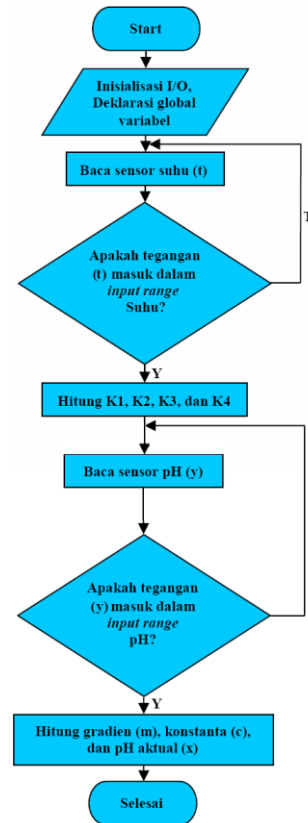 Start
Inisialisasi I/O,
Deklarasi global
variabel
Baca sensor suhu (t)
T
Apakah tegangan
(t) masuk dalam
input range
Suhu?
Y
Hitung K1, K2, K3, dan K4
Baca sensor pH (y)
Apakah tegangan
(y) masuk dalam
input range
pH?
Y
Hitung gradien (m), konstanta (c),
dan pH aktual (x)
Selesai